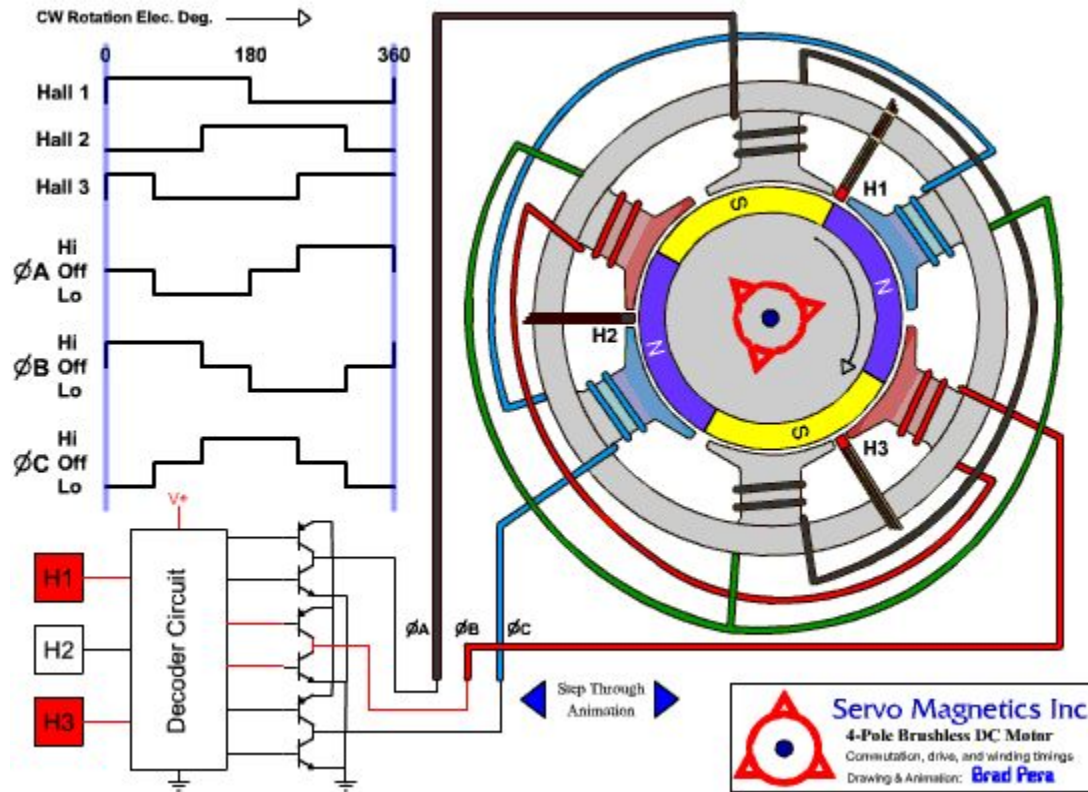 CW Rotation Elec. Deg.
0 180 360
Hall 1
Hall 2
Hall 3
Hi
ØA Off
Lo
Hi
ØB Off
Lo
Hi
ØC Off
Lo
S
H1
N
H2
N
H3
S
V+
H1
H2
H3
Decoder Circuit
ØA ØB ØC
Step Through
Animation
Servo Magnetics Inc
4-Pole Brushless DC Motor
Commutation, drive, and winding timings
Drawing & Animation: Brad Pera